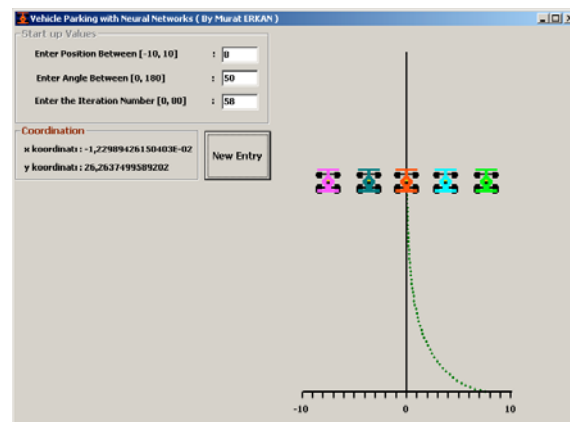 Vehicle Parking with Neural Networks ( By Murat ERKAN )
Start up Values
Enter Position Between [-10, 10] : 8
Enter Angle Between [0, 180] : 50
Enter the Iteration Number [0, 80] : 58
Coordination
x koordinatı : -1,22989426150403E-02
y koordinatı : 26,2637499589202
New Entry
-10 0 10